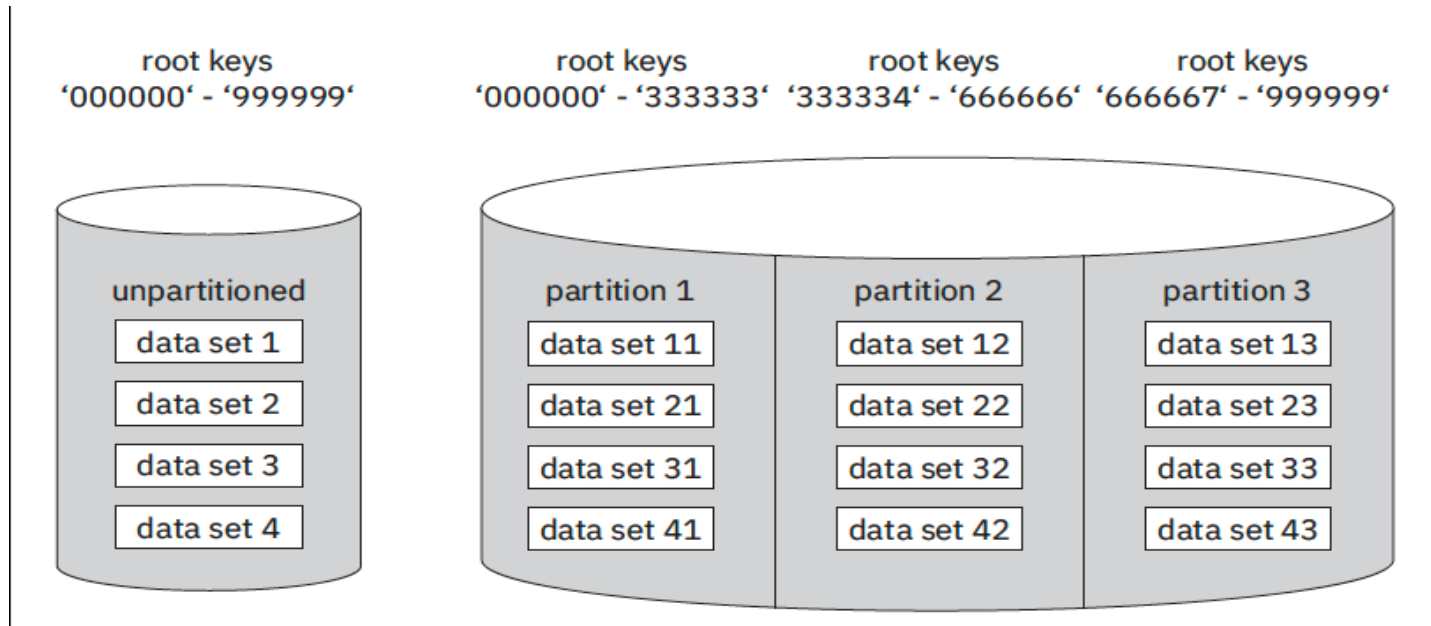 root keys
‘000000‘ - ‘999999‘
root keys
‘000000‘ - ‘333333‘
root keys
‘333334‘ - ‘666666‘
root keys
‘666667‘ - ‘999999‘
unpartitioned
data set 1
data set 2
data set 3
data set 4
partition 1
data set 11
data set 21
data set 31
data set 41
partition 2
data set 12
data set 22
data set 32
data set 42
partition 3
data set 13
data set 23
data set 33
data set 43